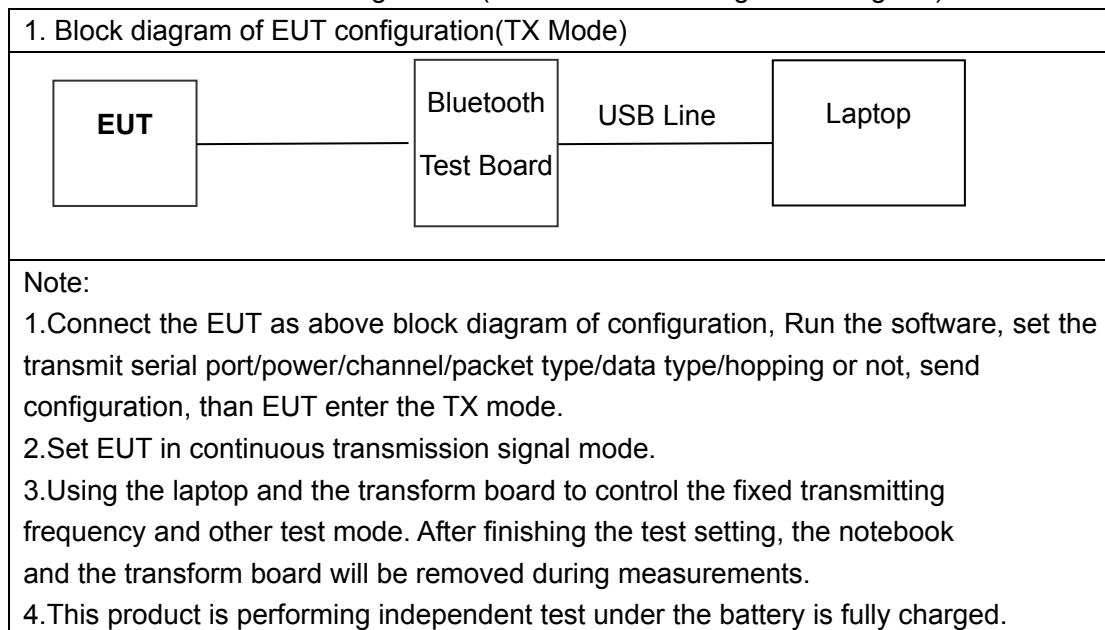 1. Block diagram of EUT configuration(TX Mode)
EUT
Bluetooth
Test Board
USB Line
Laptop
Note:
1.Connect the EUT as above block diagram of configuration, Run the software, set the
transmit serial port/power/channel/packet type/data type/hopping or not, send
configuration, than EUT enter the TX mode.
2.Set EUT in continuous transmission signal mode.
3.Using the laptop and the transform board to control the fixed transmitting
frequency and other test mode. After finishing the test setting, the notebook
and the transform board will be removed during measurements.
4.This product is performing independent test under the battery is fully charged.